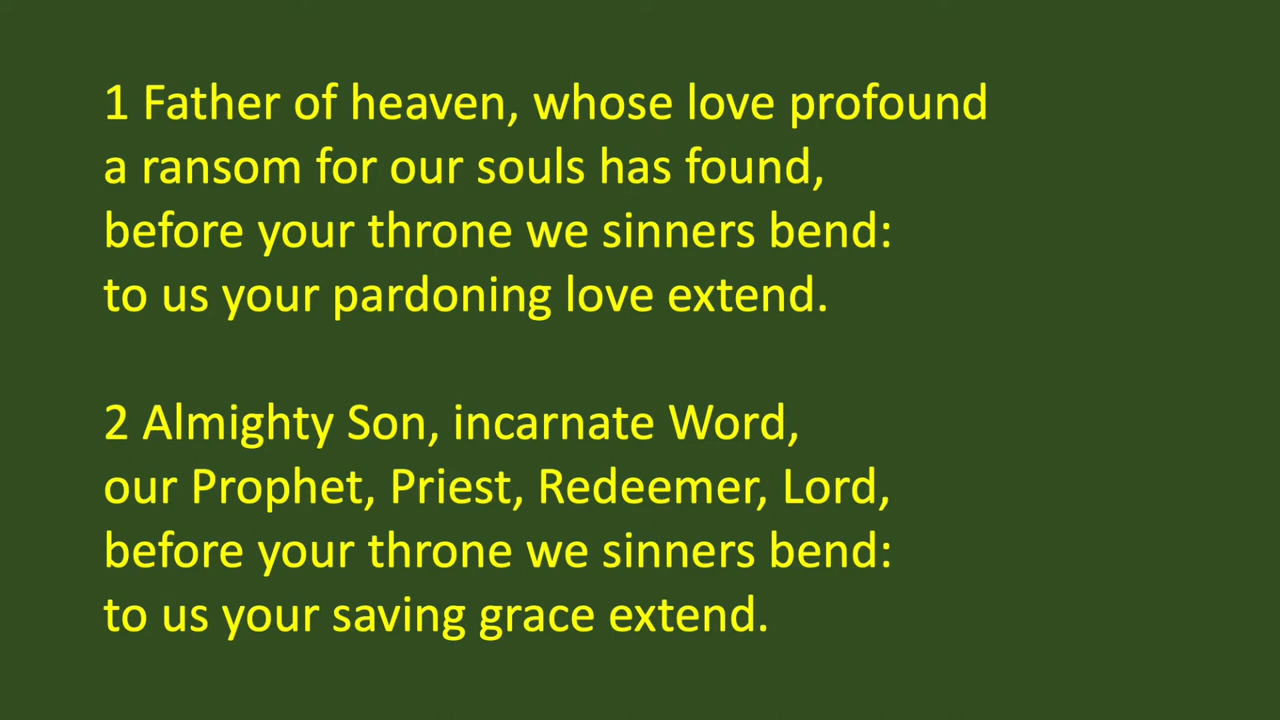 1 Father of heaven, whose love profound
a ransom for our souls has found,
before your throne we sinners bend:
to us your pardoning love extend.
2 Almighty Son, incarnate Word,
our Prophet, Priest, Redeemer, Lord,
before your throne we sinners bend:
to us your saving grace extend.